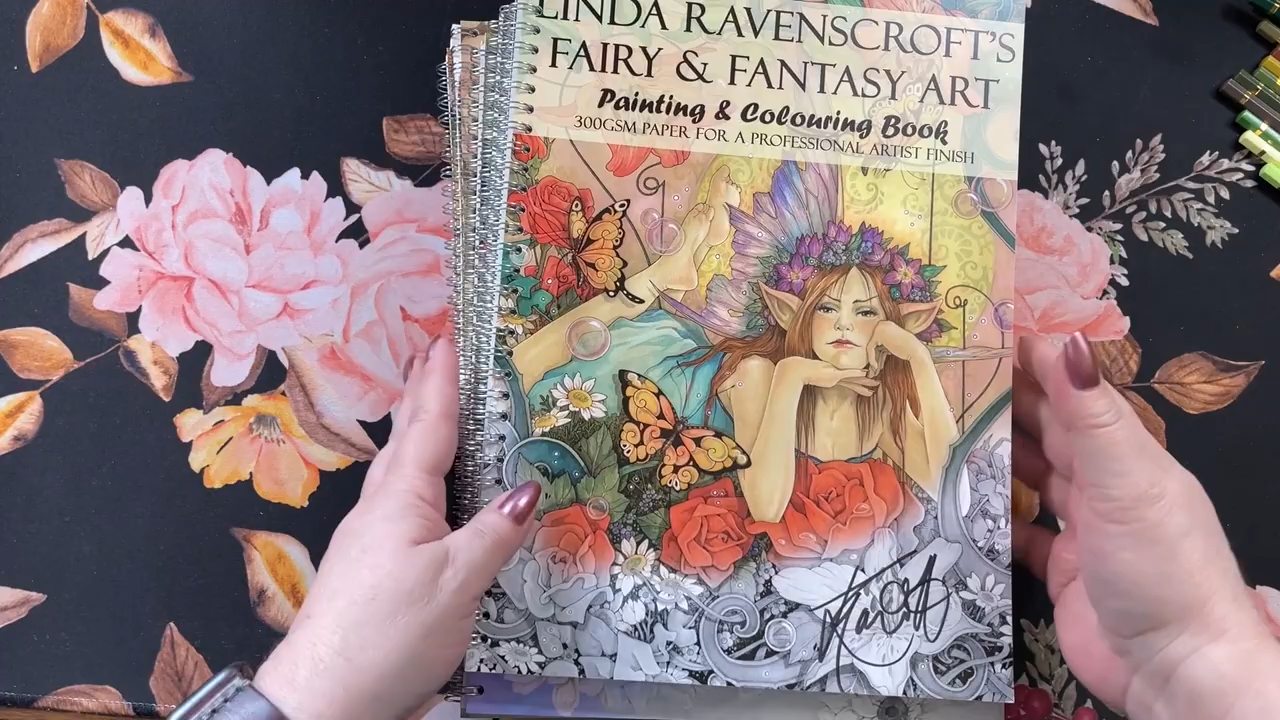 LINDA RAVENSCROFT'S
FAIRY & FANTASY ART
Painting & Colouring Book
300GSM PAPER FOR A PROFESSIONAL ARTIST FINISH